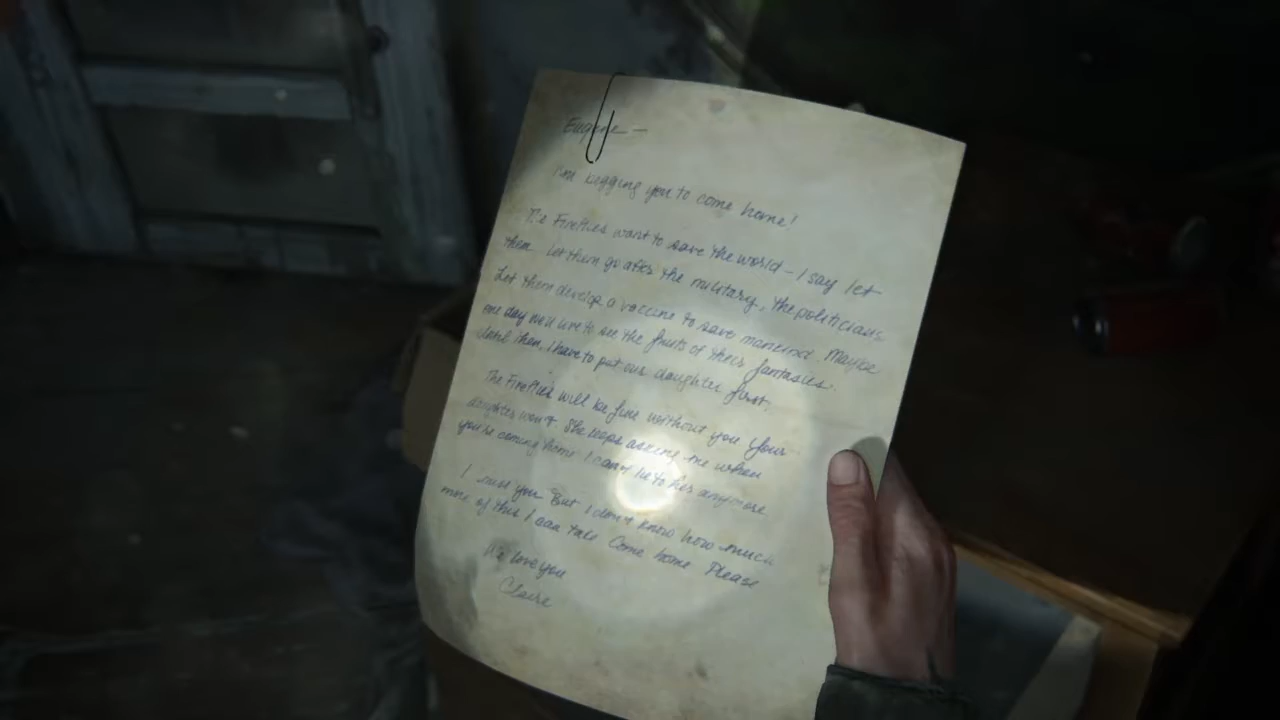 Eugene —
I'm begging you to come home!
The Fireflies want to save the world - I say let
them. Let them go after the military, the politicians.
Let them develop a vaccine to save mankind. Maybe
one day we'll live to see the fruits of their fantasies.
Until then, I have to put our daughter first.
The Fireflies will be fine without you. Your
daughter won't. She keeps asking me when
you're coming home. I can't lie to her anymore.
I miss you. But I don't know how much
more of this I can take. Come home. Please
We love you
Claire